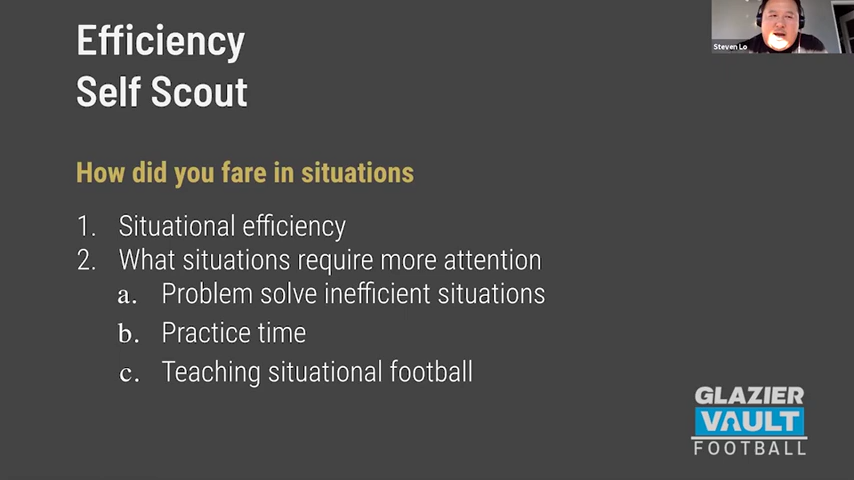 Efficiency
Self Scout
Steven Lo
How did you fare in situations
1. Situational efficiency
2. What situations require more attention
a. Problem solve inefficient situations
b. Practice time
c. Teaching situational football
GLAZIER
VAULT
FOOTBALL